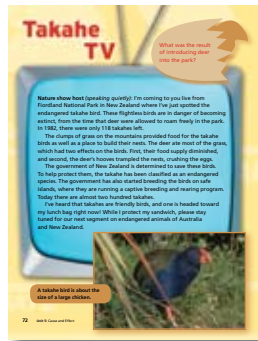 Takahe
TV
What was the result
of introducing deer
into the park?
Nature show host (speaking quietly): I'm coming to you live from
Fiordland National Park in New Zealand where I've just spotted the
endangered takahe bird. These flightless birds are in danger of becoming
extinct, from the time that deer were allowed to roam freely in the park.
In 1982, there were only 118 takahes left.
The clumps of grass on the mountains provided food for the takahe
birds as well as a place to build their nests. The deer ate most of the grass,
which had two effects on the birds. First, their food supply diminished,
and second, the deer's hooves trampled the nests, crushing the eggs.
The government of New Zealand is determined to save these birds.
To help protect them, the takahe has been classified as an endangered
species. The government has also started breeding the birds on safe
islands, where they are running a captive breeding and rearing program.
Today there are almost two hundred takahes.
I've heard that takahes are friendly birds, and one is headed toward
my lunch bag right now! While I protect my sandwich, please stay
tuned for our next segment on endangered animals of Australia
and New Zealand.
A takahe bird is about the
size of a large chicken.
72 Unit 5: Cause and Effect